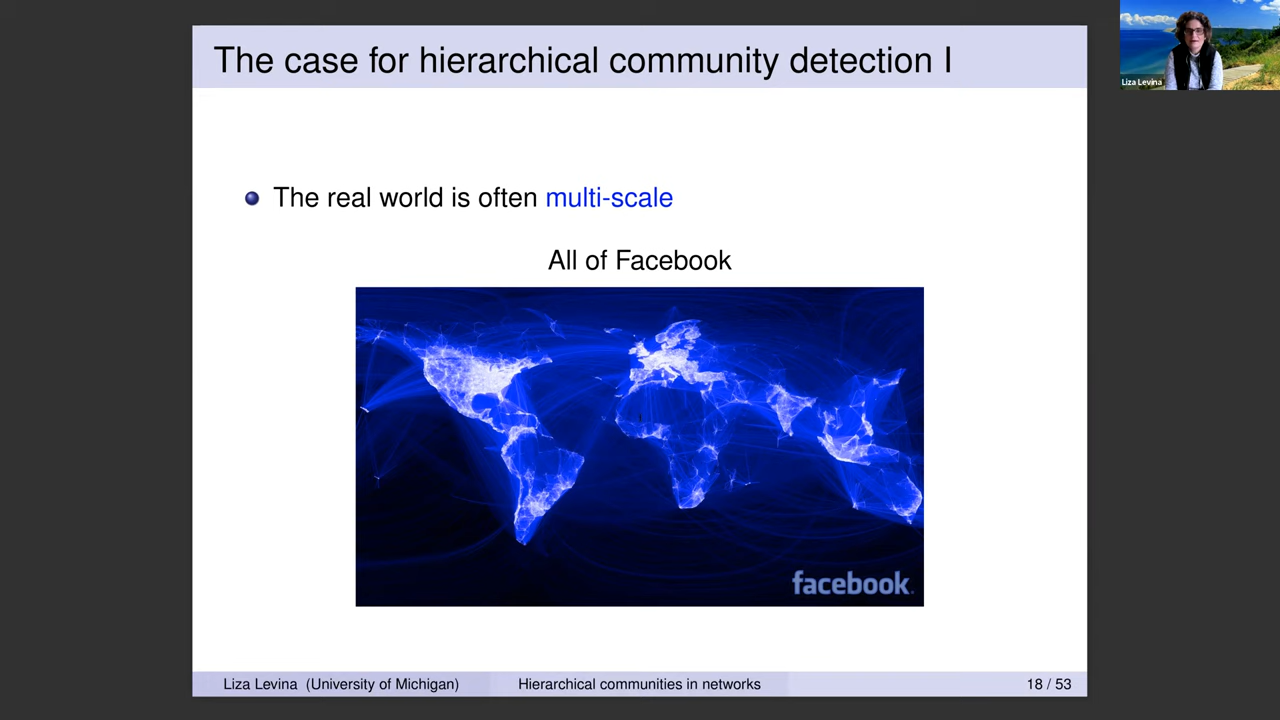 The case for hierarchical community detection I
Liza Levina
The real world is often multi-scale
All of Facebook
facebook.
Liza Levina (University of Michigan)
Hierarchical communities in networks
18 / 53